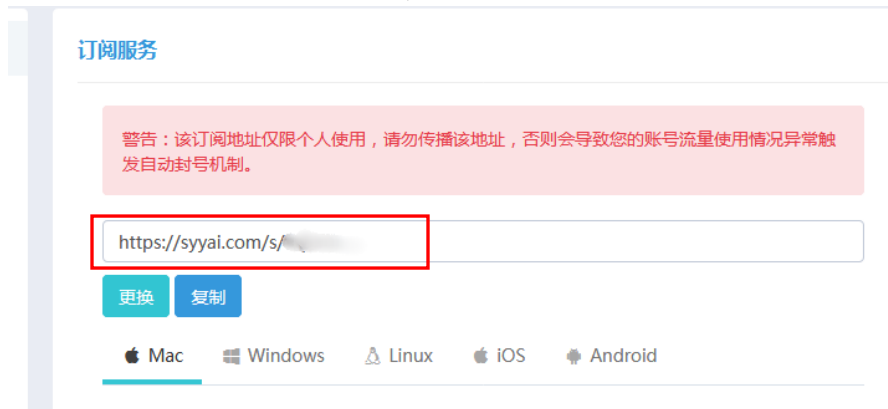 订阅服务
警告：该订阅地址仅限个人使用，请勿传播该地址，否则会导致您的账号流量使用情况异常触
发自动封号机制。
https://syyai.com/s/
更换 复制
Mac Windows Linux iOS Android